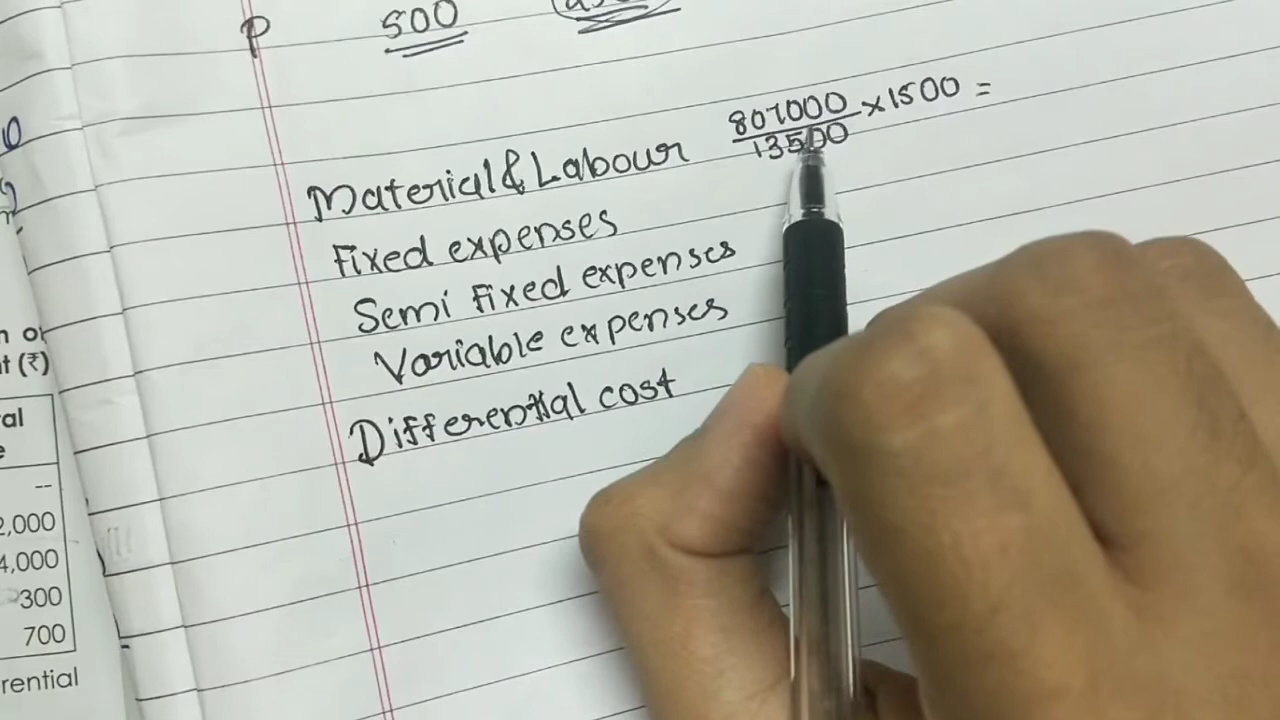 P 500
807000
13500 ×1500 =
Material & Labour
Fixed expenses
Semi Fixed expenses
Variable expenses
Differential cost
t (₹)
al
--
2,000
4,000
300
700
rential